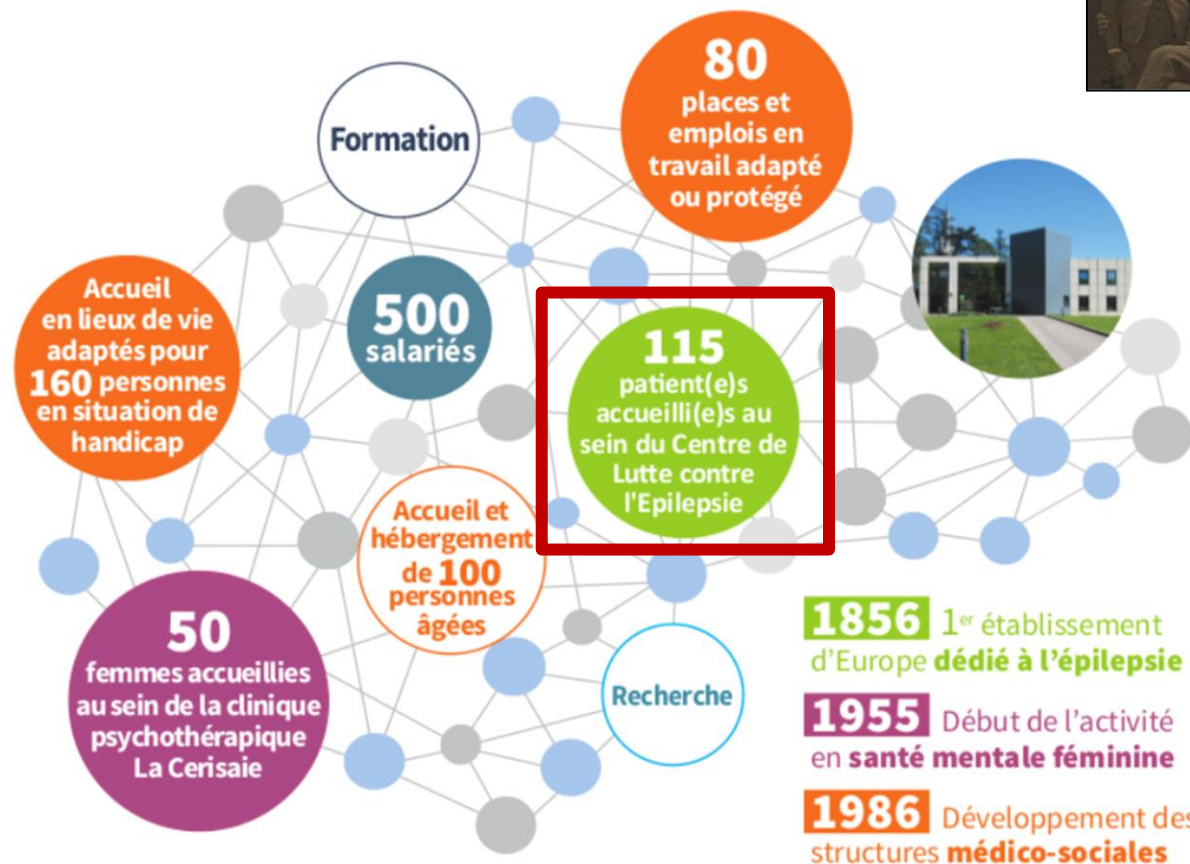 80
places et
emplois en
travail adapté
ou protégé
Formation
Accueil
en lieux de vie
adaptés pour
160 personnes
en situation de
handicap
500
salariés
115
patient(e)s
accueilli(e)s au
sein du Centre de
Lutte contre
l'Epilepsie
Accueil et
hébergement
de 100
personnes
âgées
50
femmes accueillies
au sein de la clinique
psychothérapique
La Cerisaie
Recherche
1856 1er établissement
d'Europe dédié à l'épilepsie
1955 Début de l'activité
en santé mentale féminine
1986 Développement des
structures médico-sociales